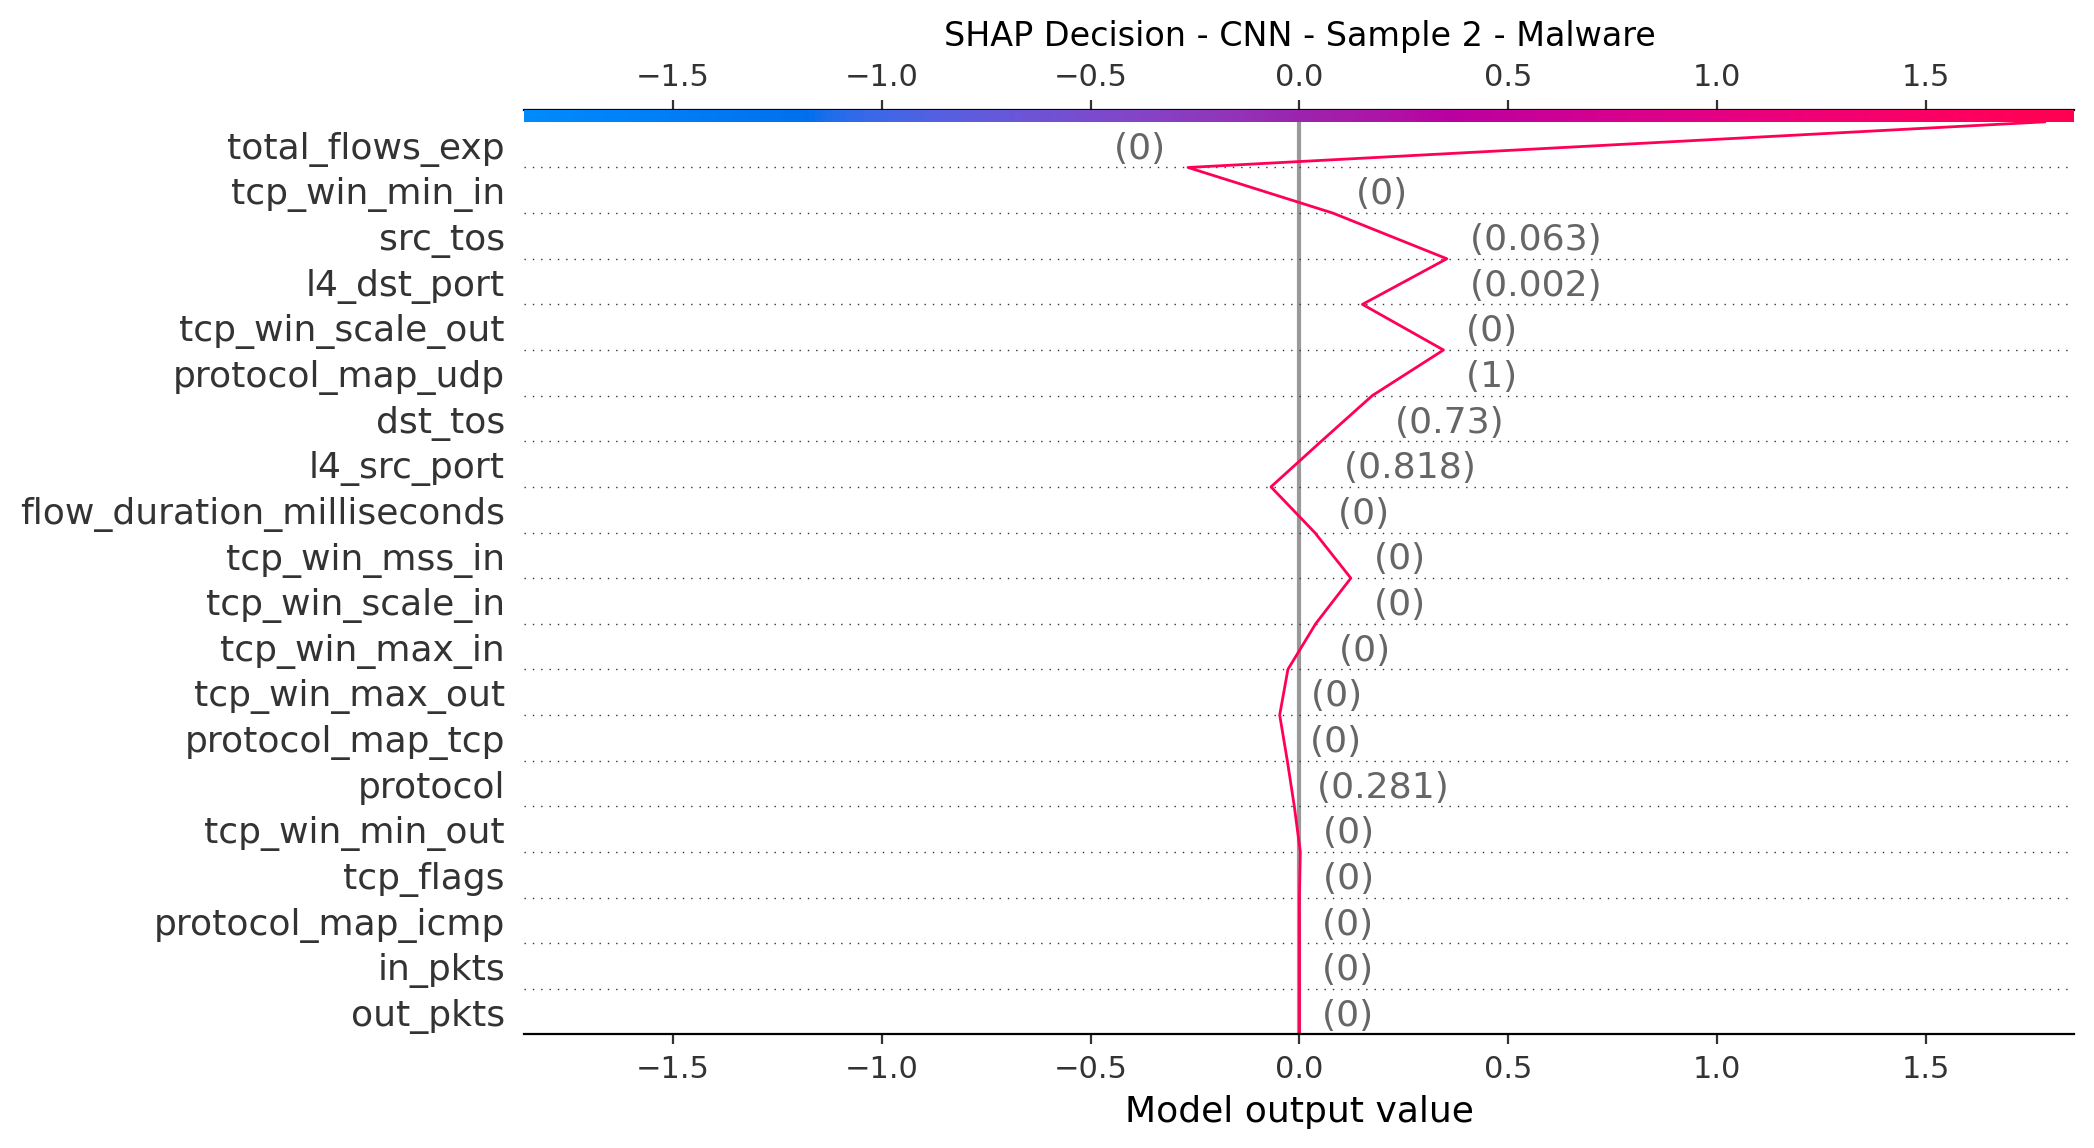 SHAP Decision - CNN - Sample 2 - Malware
−1.5 −1.0 −0.5 0.0 0.5 1.0 1.5
total_flows_exp (0)
tcp_win_min_in (0)
src_tos (0.063)
l4_dst_port (0.002)
tcp_win_scale_out (0)
protocol_map_udp (1)
dst_tos (0.73)
l4_src_port (0.818)
flow_duration_milliseconds (0)
tcp_win_mss_in (0)
tcp_win_scale_in (0)
tcp_win_max_in (0)
tcp_win_max_out (0)
protocol_map_tcp (0)
protocol (0.281)
tcp_win_min_out (0)
tcp_flags (0)
protocol_map_icmp (0)
in_pkts (0)
out_pkts (0)
−1.5 −1.0 −0.5 0.0 0.5 1.0 1.5
Model output value